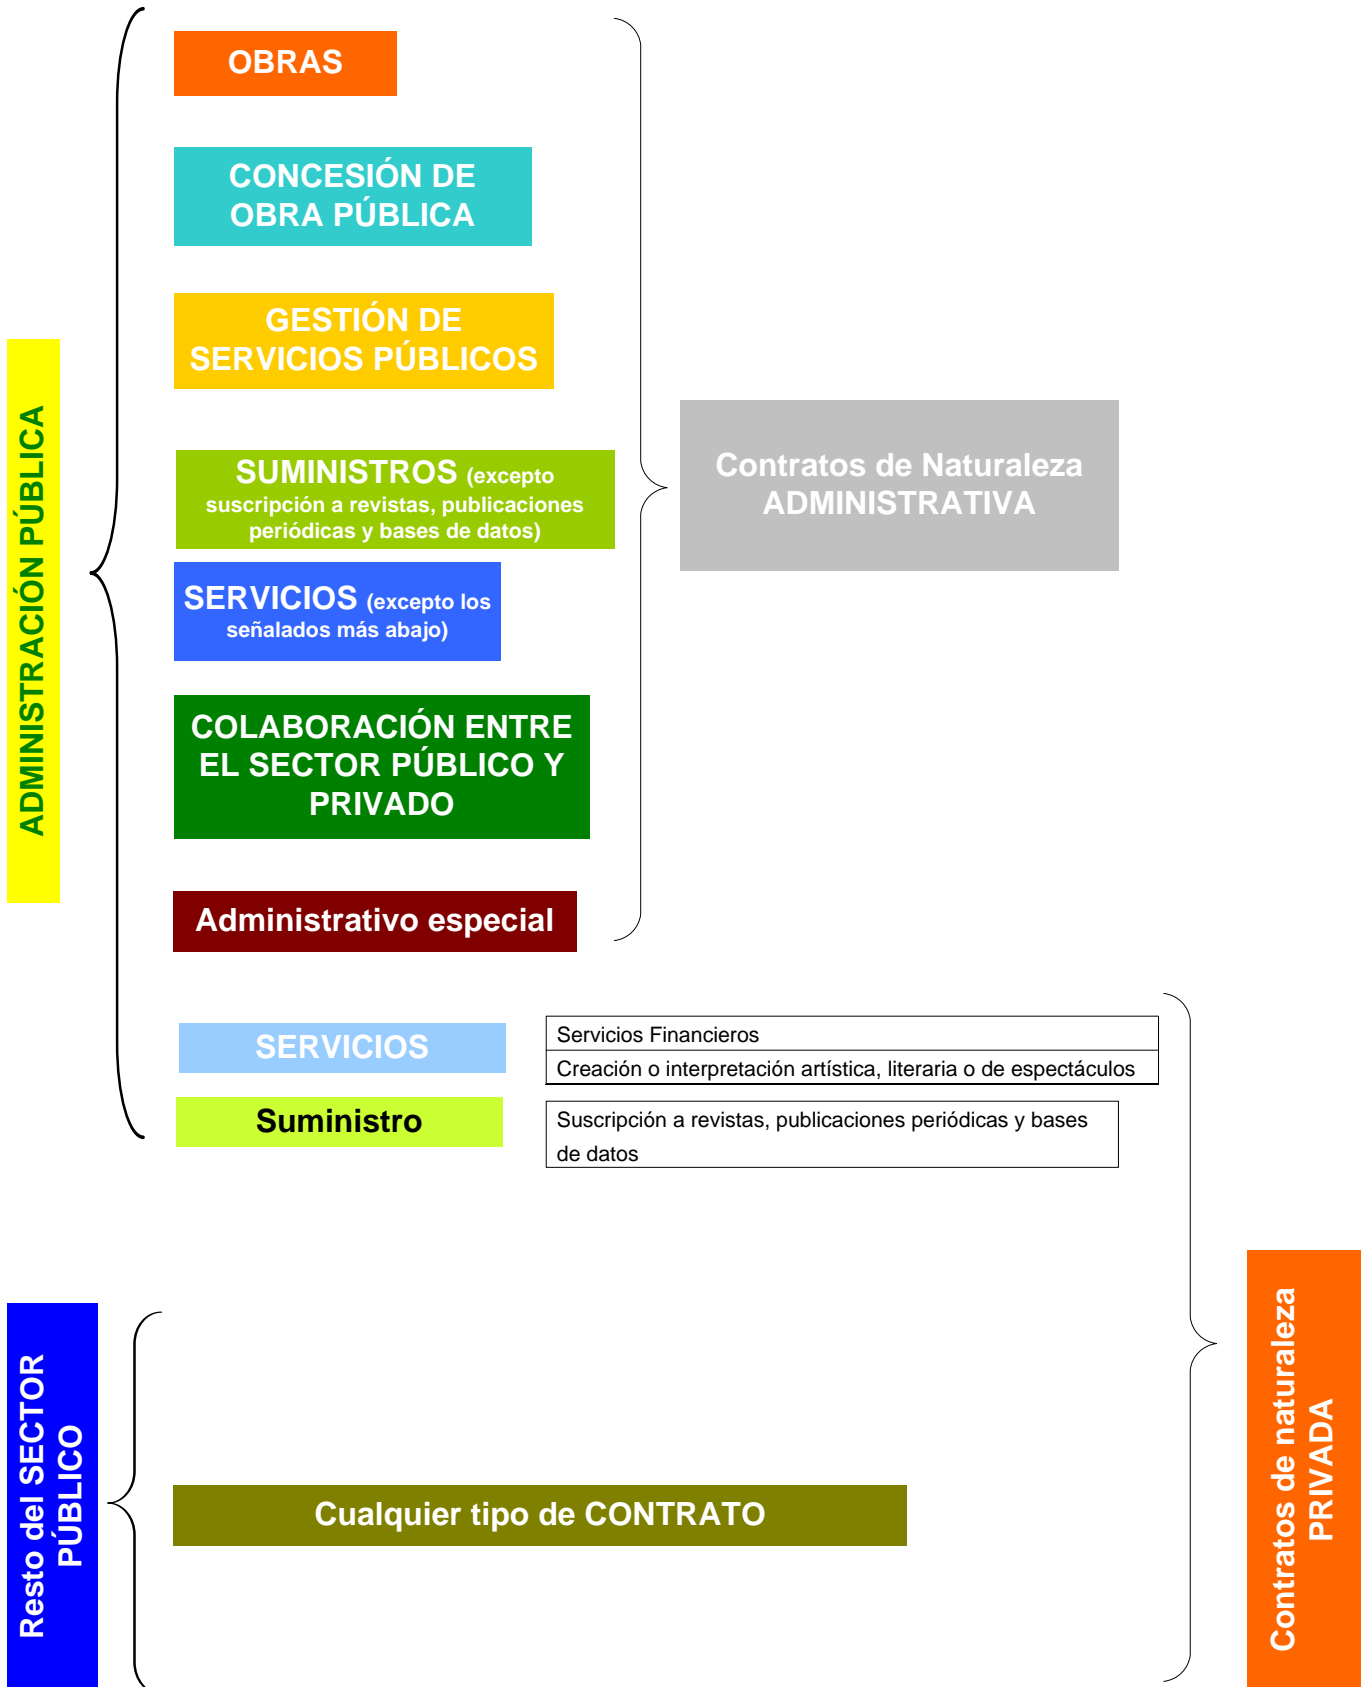 ADMINISTRACIÓN PÚBLICA
OBRAS
CONCESIÓN DE
OBRA PÚBLICA
GESTIÓN DE
SERVICIOS PÚBLICOS
SUMINISTROS (excepto
suscripción a revistas, publicaciones
periódicas y bases de datos)
SERVICIOS (excepto los
señalados más abajo)
COLABORACIÓN ENTRE
EL SECTOR PÚBLICO Y
PRIVADO
Administrativo especial
Contratos de Naturaleza
ADMINISTRATIVA
SERVICIOS
Servicios Financieros
Creación o interpretación artística, literaria o de espectáculos
Suministro
Suscripción a revistas, publicaciones periódicas y bases
de datos
Resto del SECTOR
PÚBLICO
Cualquier tipo de CONTRATO
Contratos de naturaleza
PRIVADA